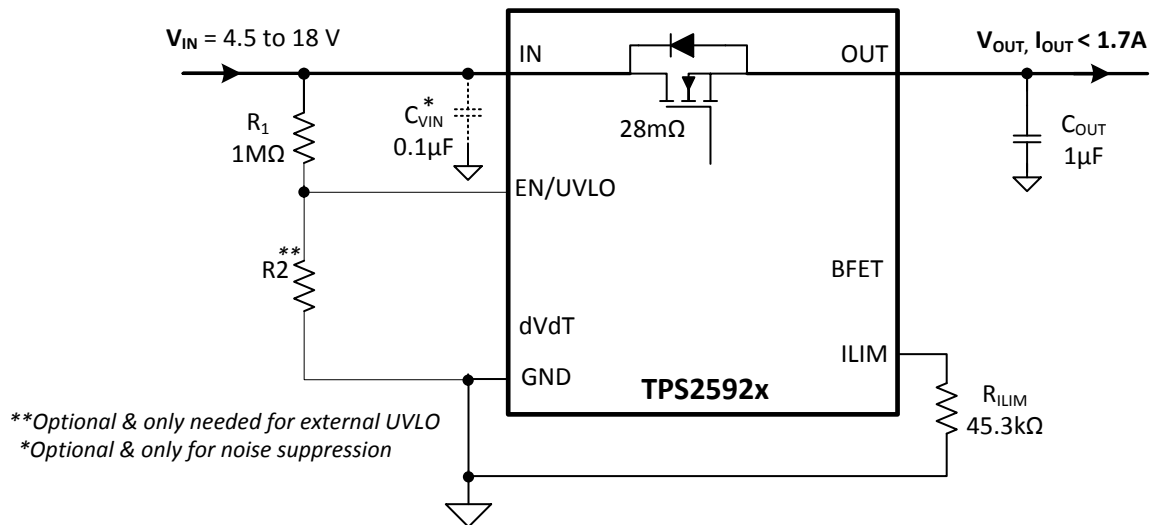 V_IN = 4.5 to 18 V
IN
OUT
V_OUT, I_OUT < 1.7A
R_1
1MΩ
C_VIN*
0.1µF
28mΩ
C_OUT
1µF
EN/UVLO
R2**
BFET
dVdT
ILIM
GND
TPS2592x
R_ILIM
45.3kΩ
**Optional & only needed for external UVLO
*Optional & only for noise suppression